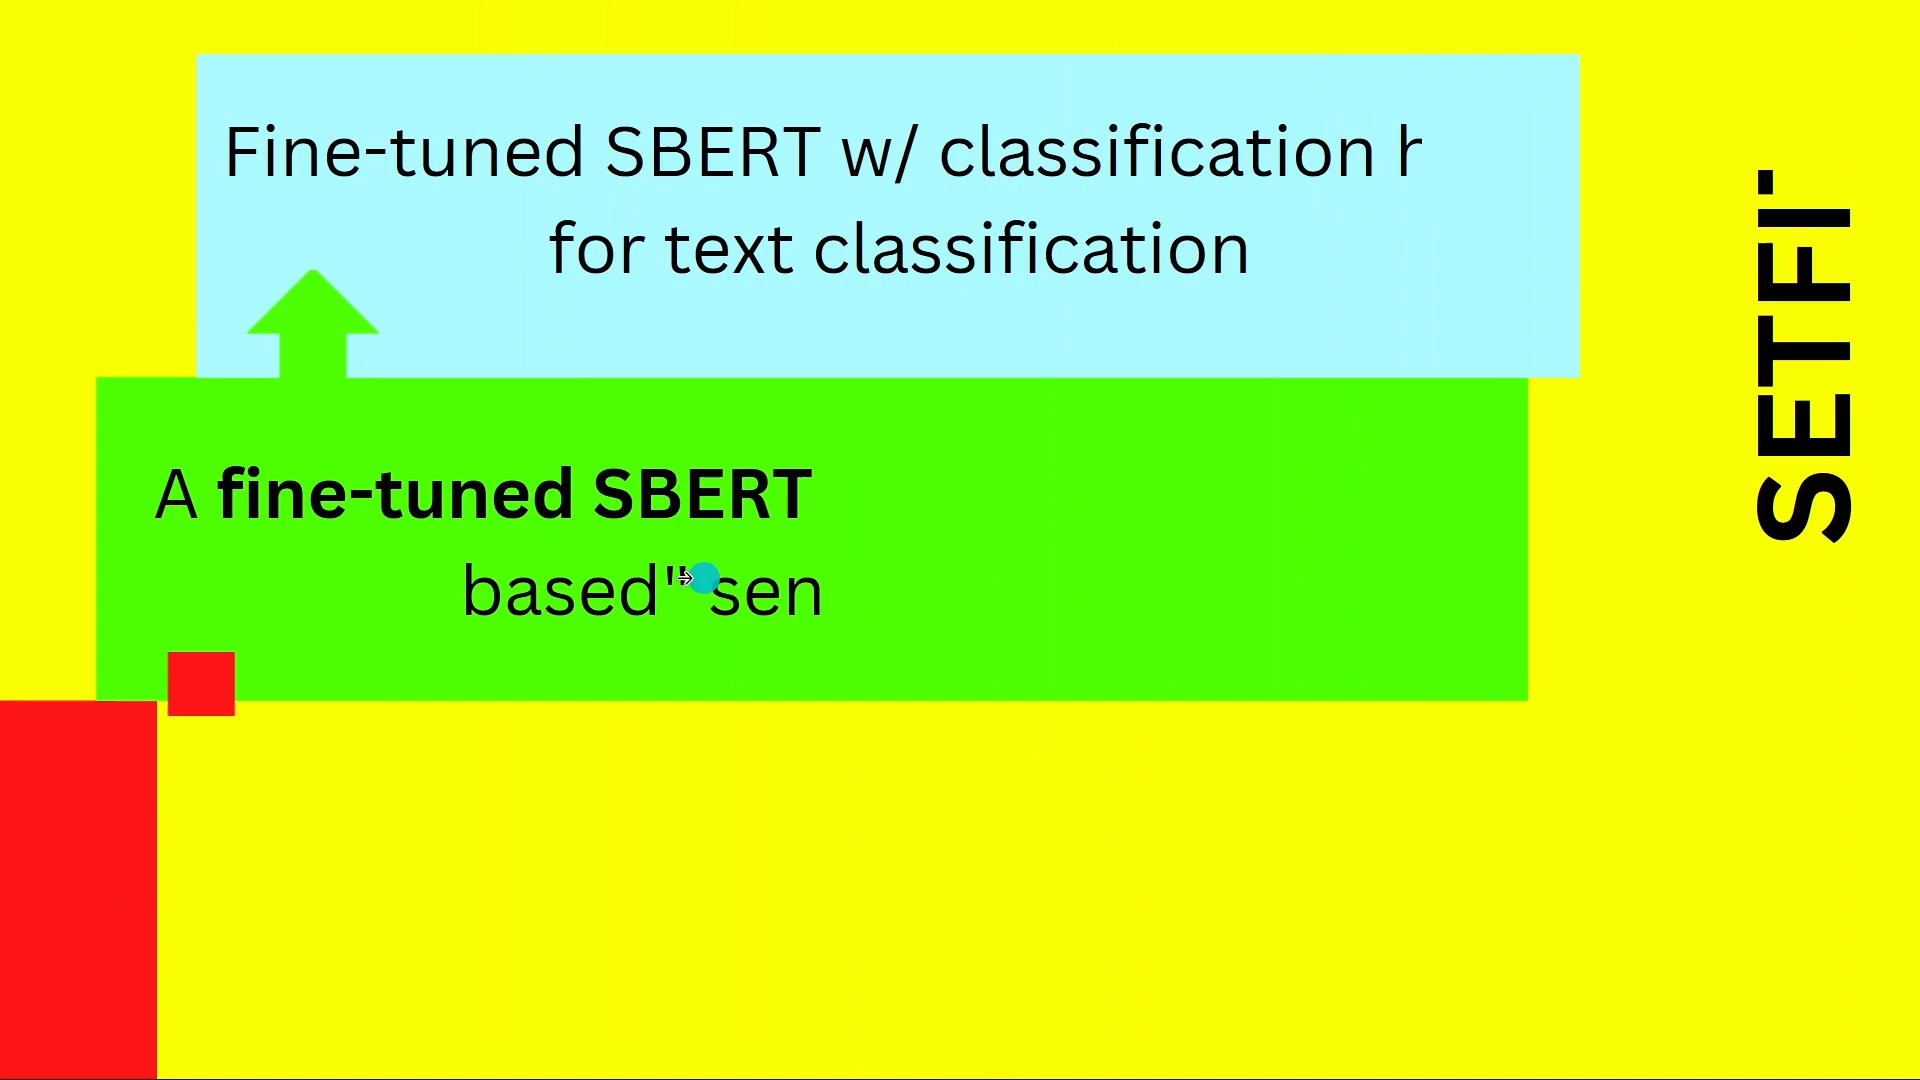 Fine-tuned SBERT w/ classification
for text classification
A fine-tuned SBERT
based" sen
SETFI